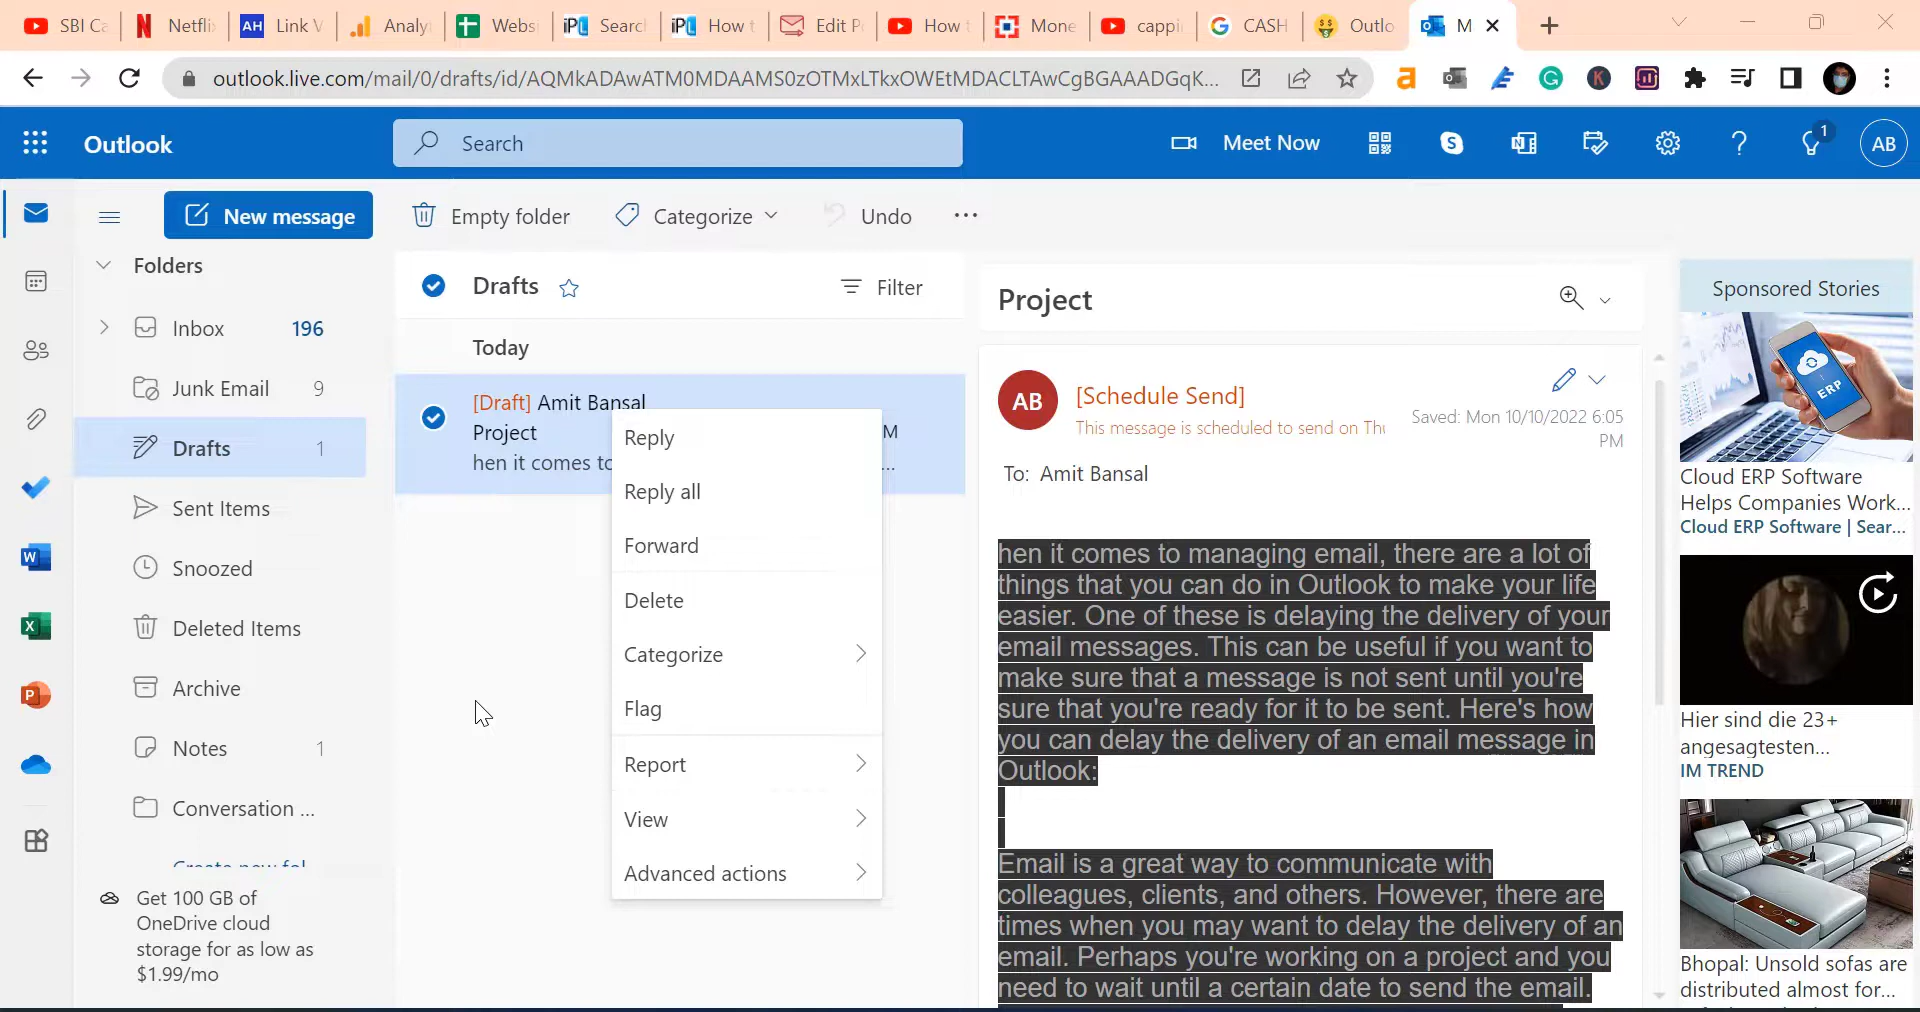 SBI Ca
Netfli
AH Link V
Analy
Websi
iP Search
iP How t
Edit P
How
Mone
cappi
CASH
Outlo
M
outlook.live.com/mail/0/drafts/id/AQMkADAwATM0MDAAMS0zOTMxLTkxOWEtMDACLTAwCgBGAAADGqK...
Outlook
Search
Meet Now
1
AB
New message
Empty folder
Categorize
Undo
Folders
Inbox 196
Junk Email 9
Drafts 1
Sent Items
Snoozed
Deleted Items
Archive
Notes 1
Conversation ...
Create new fol
Get 100 GB of
OneDrive cloud
storage for as low as
$1.99/mo
Drafts
Filter
Today
[Draft] Amit Bansal
Project
M
hen it comes to
...
Reply
Reply all
Forward
Delete
Categorize
Flag
Report
View
Advanced actions
Project
AB
[Schedule Send]
This message is scheduled to send on Thu
Saved: Mon 10/10/2022 6:05
PM
To: Amit Bansal
hen it comes to managing email, there are a lot of
things that you can do in Outlook to make your life
easier. One of these is delaying the delivery of your
email messages. This can be useful if you want to
make sure that a message is not sent until you're
sure that you're ready for it to be sent. Here's how
you can delay the delivery of an email message in
Outlook:
Email is a great way to communicate with
colleagues, clients, and others. However, there are
times when you may want to delay the delivery of an
email. Perhaps you're working on a project and you
need to wait until a certain date to send the email.
Sponsored Stories
ERP
Cloud ERP Software
Helps Companies Work...
Cloud ERP Software | Sear...
Hier sind die 23+
angesagtesten...
IM TREND
Bhopal: Unsold sofas are
distributed almost for...